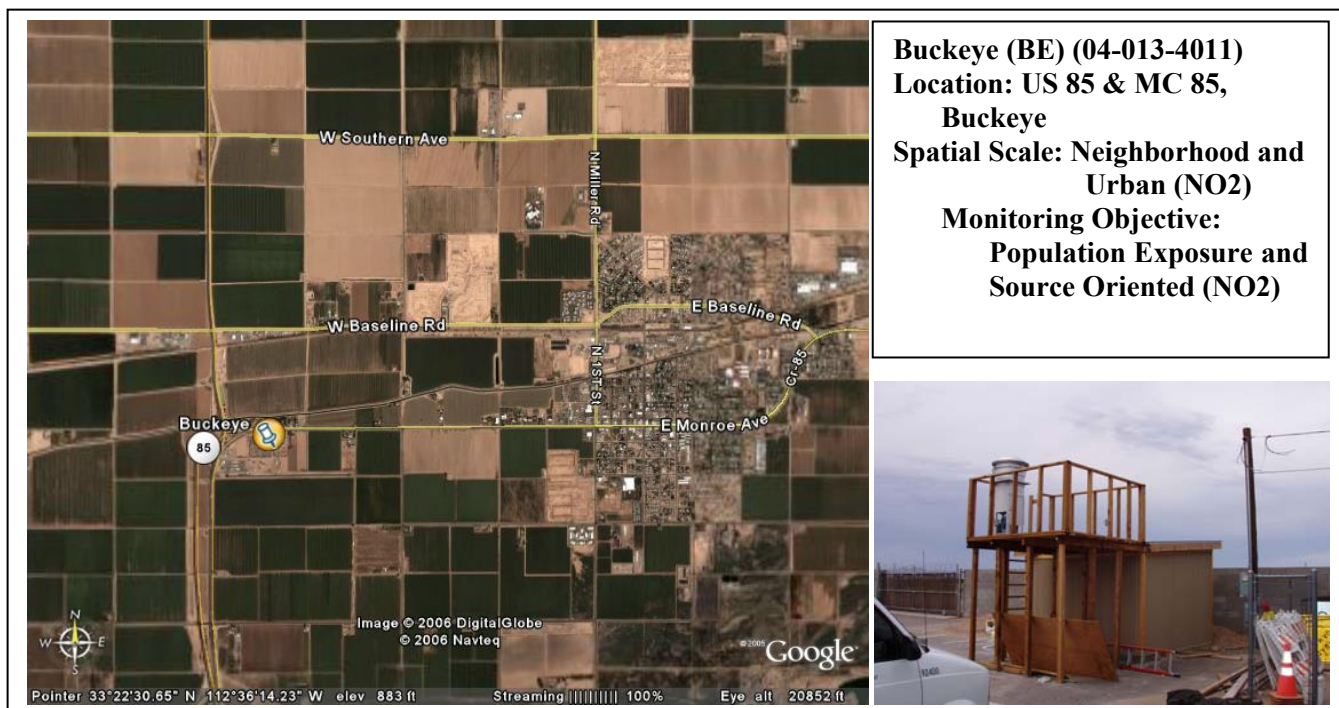 W Southern Ave
N Miller Rd
W Baseline Rd
E Baseline Rd
N 1ST St
Cr-85
Buckeye
85
E Monroe Ave
N
W E
S
Image © 2006 DigitalGlobe
© 2006 Navteq
© 2005 Google™
Pointer 33°22'30.65" N 112°36'14.23" W elev 883 ft Streaming ||||||||| 100% Eye alt 20852 ft
Buckeye (BE) (04-013-4011)
Location: US 85 & MC 85,
Buckeye
Spatial Scale: Neighborhood and
Urban (NO2)
Monitoring Objective:
Population Exposure and
Source Oriented (NO2)